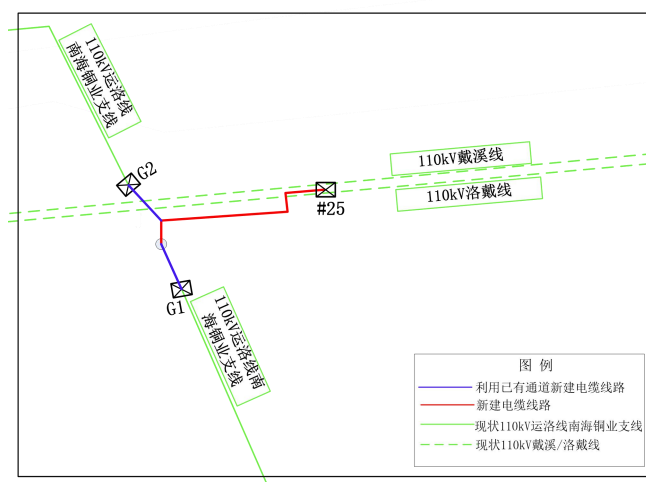 110kV运洛线
南海铜业支线
G2
110kV戴溪线
110kV洛戴线
#25
G1
110kV运洛线南
海铜业支线
图 例
利用已有通道新建电缆线路
新建电缆线路
现状110kV运洛线南海铜业支线
现状110kV戴溪/洛戴线